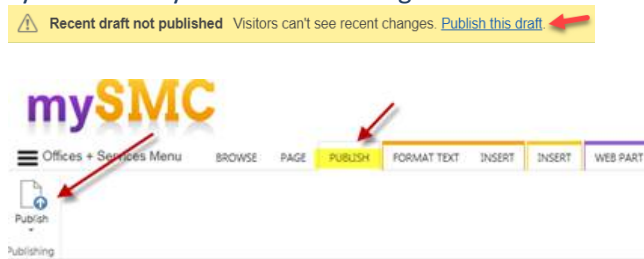 Recent draft not published Visitors can't see recent changes. Publish this draft.
mySMC
Offices + Services Menu BROWSE PAGE PUBLISH FORMAT TEXT INSERT INSERT WEB PART
Publish
Publishing